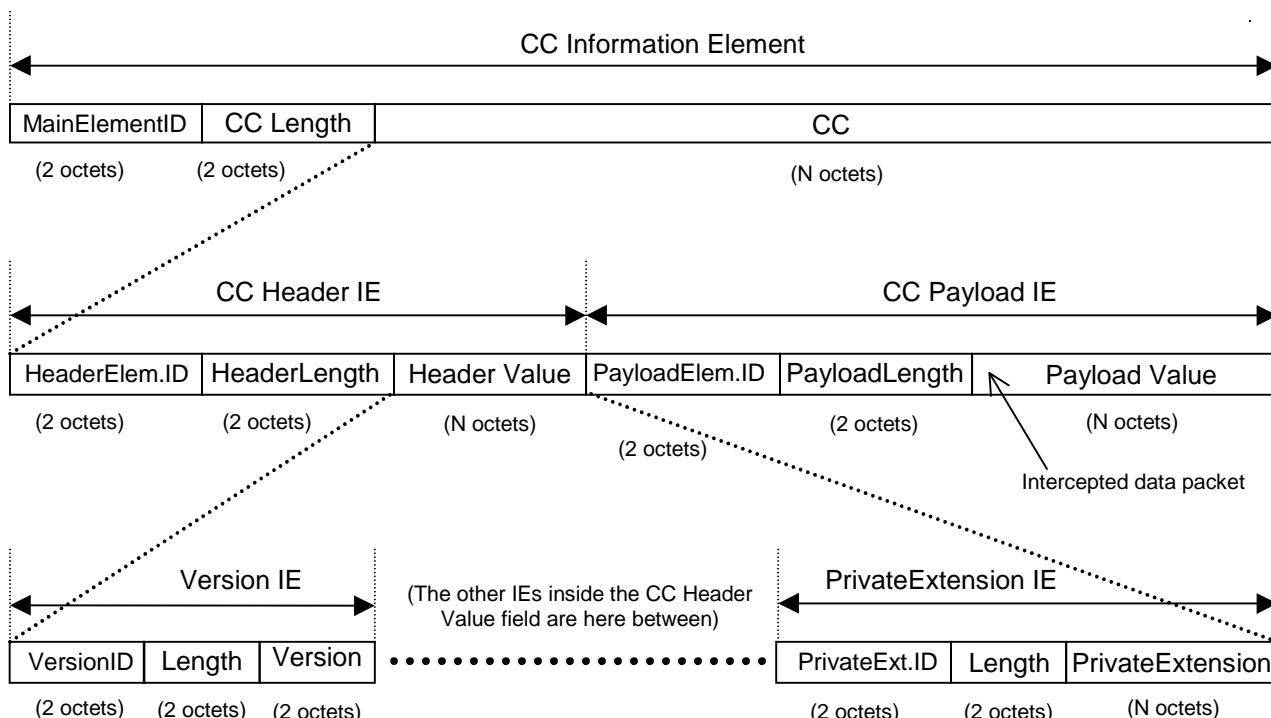 CC Information Element
MainElementID CC Length CC
(2 octets) (2 octets) (N octets)
CC Header IE CC Payload IE
HeaderElem.ID HeaderLength Header Value PayloadElem.ID PayloadLength Payload Value
(2 octets) (2 octets) (N octets) (2 octets) (2 octets) (N octets)
Intercepted data packet
Version IE (The other IEs inside the CC Header PrivateExtension IE
Value field are here between)
VersionID Length Version PrivateExt.ID Length PrivateExtension
(2 octets) (2 octets) (2 octets) (2 octets) (2 octets) (N octets)